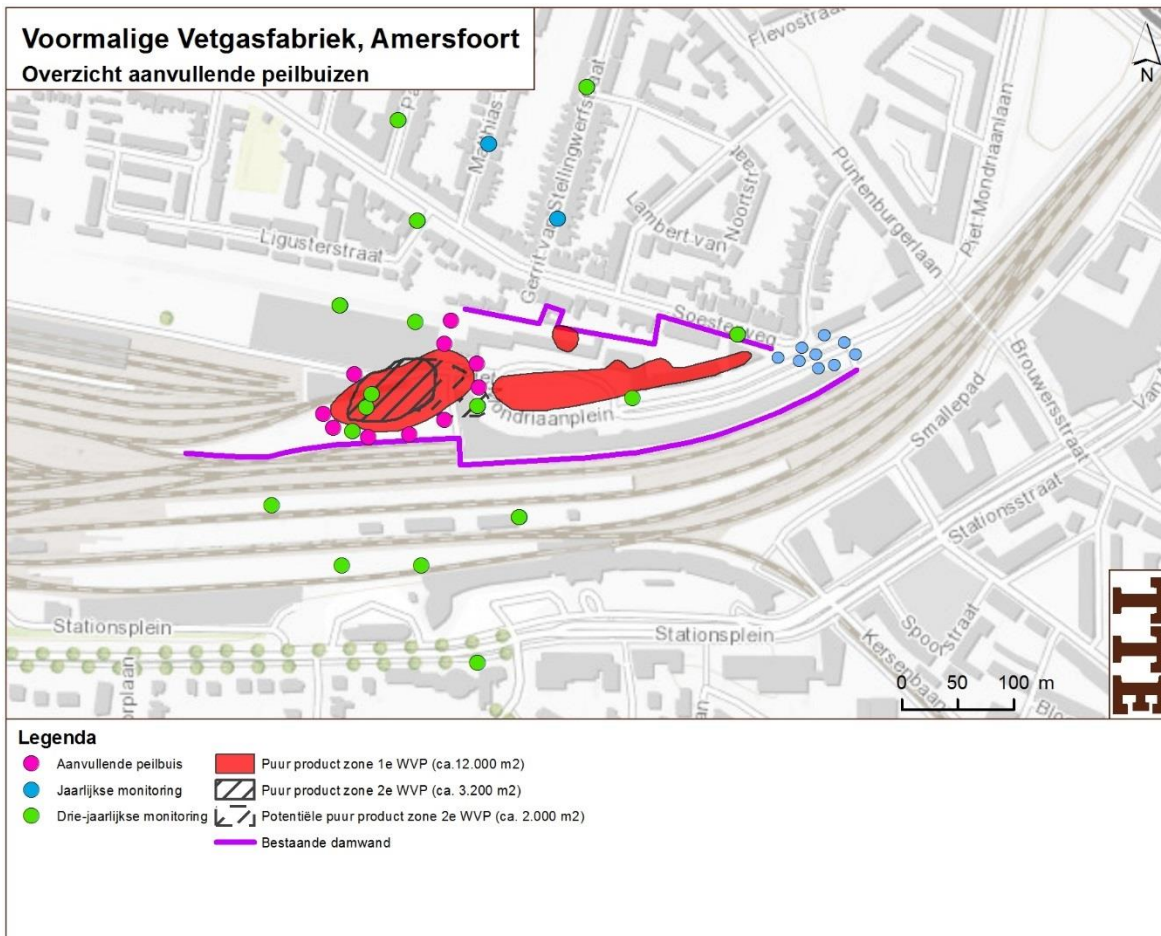 Voormalige Vetgasfabriek, Amersfoort
Overzicht aanvullende peilbuizen
Flevostraat
N
Gerrit van Stellingwerfstraat
Puntenburgerlaan
Piet Mondriaanlaan
Lambert van
Noortstraat
Ligusterstraat
Soesterweg
Brouwersstraat
Smallepad
Stationsstraat
Stationsplein
Stationsplein
Spoorstraat
Kersenbaan
0 50 100 m
TTE
Legenda
Aanvullende peilbuis
Jaarlijkse monitoring
Drie-jaarlijkse monitoring
Puur product zone 1e WVP (ca.12.000 m2)
Puur product zone 2e WVP (ca. 3.200 m2)
Potentiële puur product zone 2e WVP (ca. 2.000 m2)
Bestaande damwand